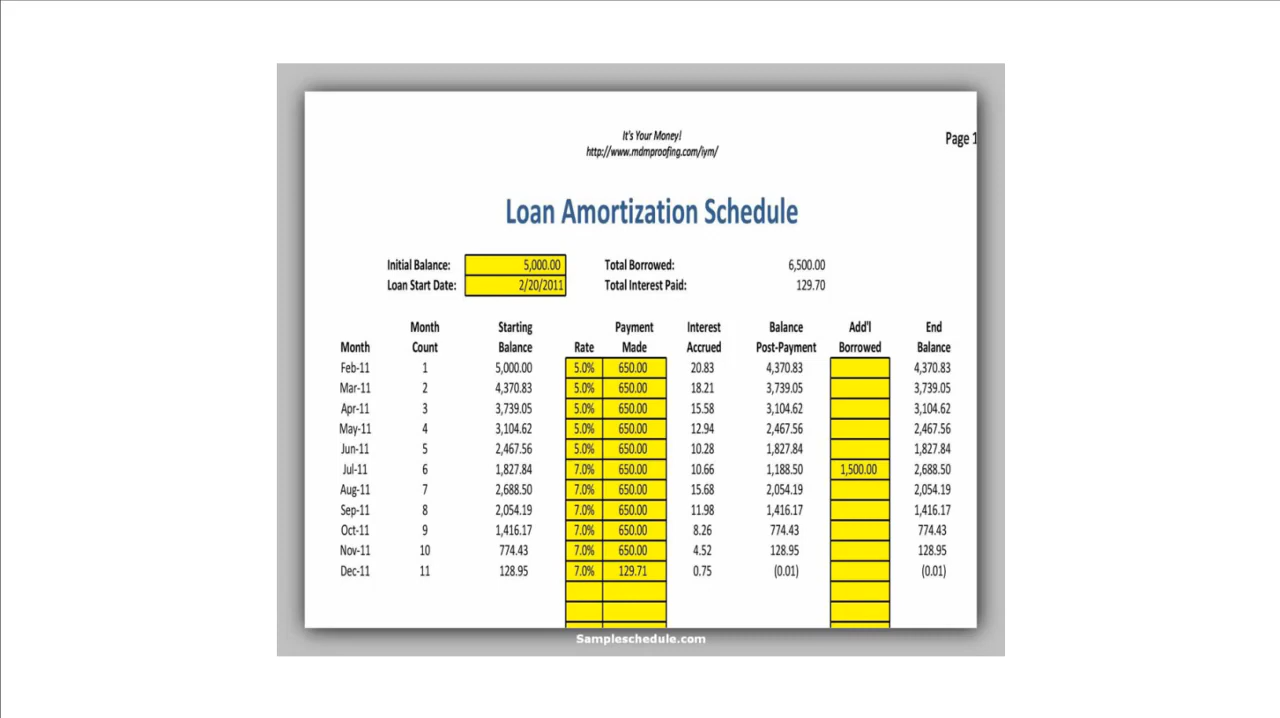 It's Your Money!
http://www.mdmproofing.com/iym/
Page 1
Loan Amortization Schedule
Initial Balance: 5,000.00 Total Borrowed: 6,500.00
Loan Start Date: 2/20/2011 Total Interest Paid: 129.70
Month Starting Payment Interest Balance Add'l End
Month Count Balance Rate Made Accrued Post-Payment Borrowed Balance
Feb-11 1 5,000.00 5.0% 650.00 20.83 4,370.83 4,370.83
Mar-11 2 4,370.83 5.0% 650.00 18.21 3,739.05 3,739.05
Apr-11 3 3,739.05 5.0% 650.00 15.58 3,104.62 3,104.62
May-11 4 3,104.62 5.0% 650.00 12.94 2,467.56 2,467.56
Jun-11 5 2,467.56 5.0% 650.00 10.28 1,827.84 1,827.84
Jul-11 6 1,827.84 7.0% 650.00 10.66 1,188.50 1,500.00 2,688.50
Aug-11 7 2,688.50 7.0% 650.00 15.68 2,054.19 2,054.19
Sep-11 8 2,054.19 7.0% 650.00 11.98 1,416.17 1,416.17
Oct-11 9 1,416.17 7.0% 650.00 8.26 774.43 774.43
Nov-11 10 774.43 7.0% 650.00 4.52 128.95 128.95
Dec-11 11 128.95 7.0% 129.71 0.75 (0.01) (0.01)
Sampleschedule.com